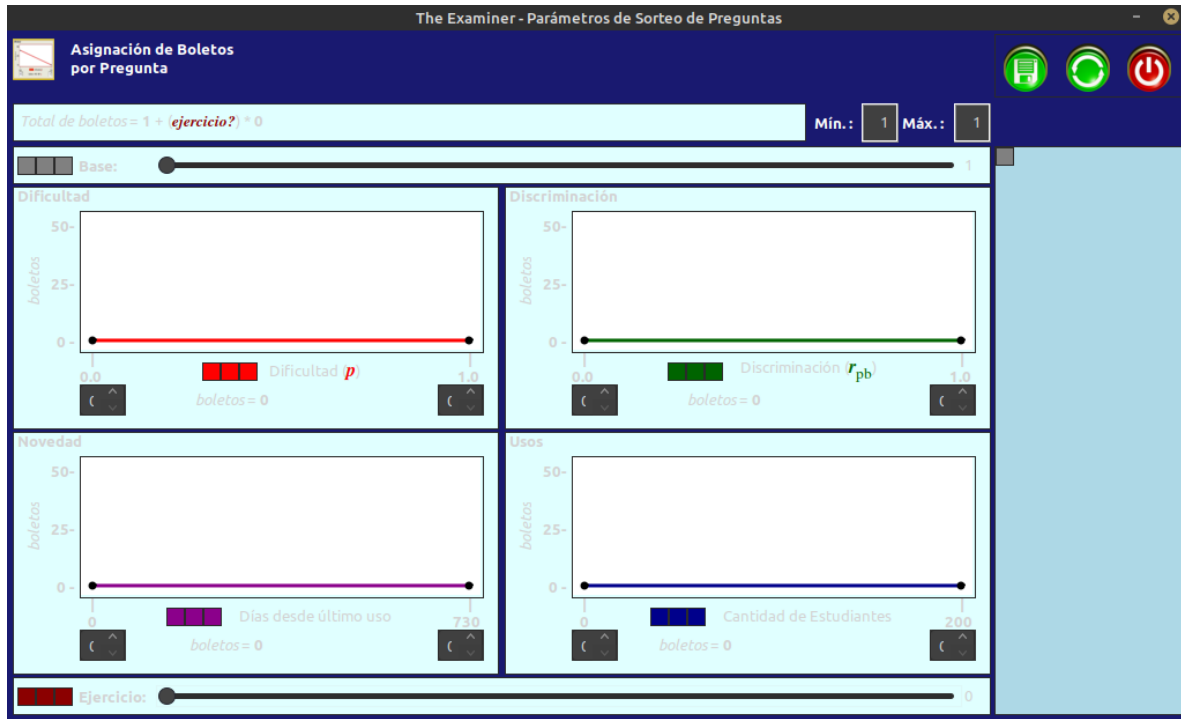 The Examiner - Parámetros de Sorteo de Preguntas
Asignación de Boletos
por Pregunta
Total de boletos = 1 + (ejercicio?) * 0
Mín. : 1 Máx. : 1
Base: 1
Dificultad
50-
boletos
25-
0 -
0.0 Dificultad (p) 1.0
boletos = 0
Discriminación
50-
boletos
25-
0 -
0.0 Discriminación (rpb) 1.0
boletos = 0
Novedad
50-
boletos
25-
0 -
0 Días desde último uso 730
boletos = 0
Usos
50-
boletos
25-
0 -
0 Cantidad de Estudiantes 200
boletos = 0
Ejercicio: 0